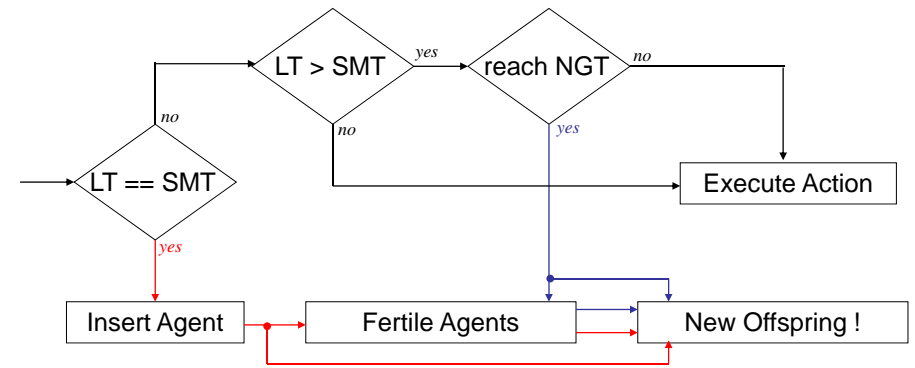 LT > SMT
yes
reach NGT
no
no
no
yes
LT == SMT
Execute Action
yes
Insert Agent
Fertile Agents
New Offspring !